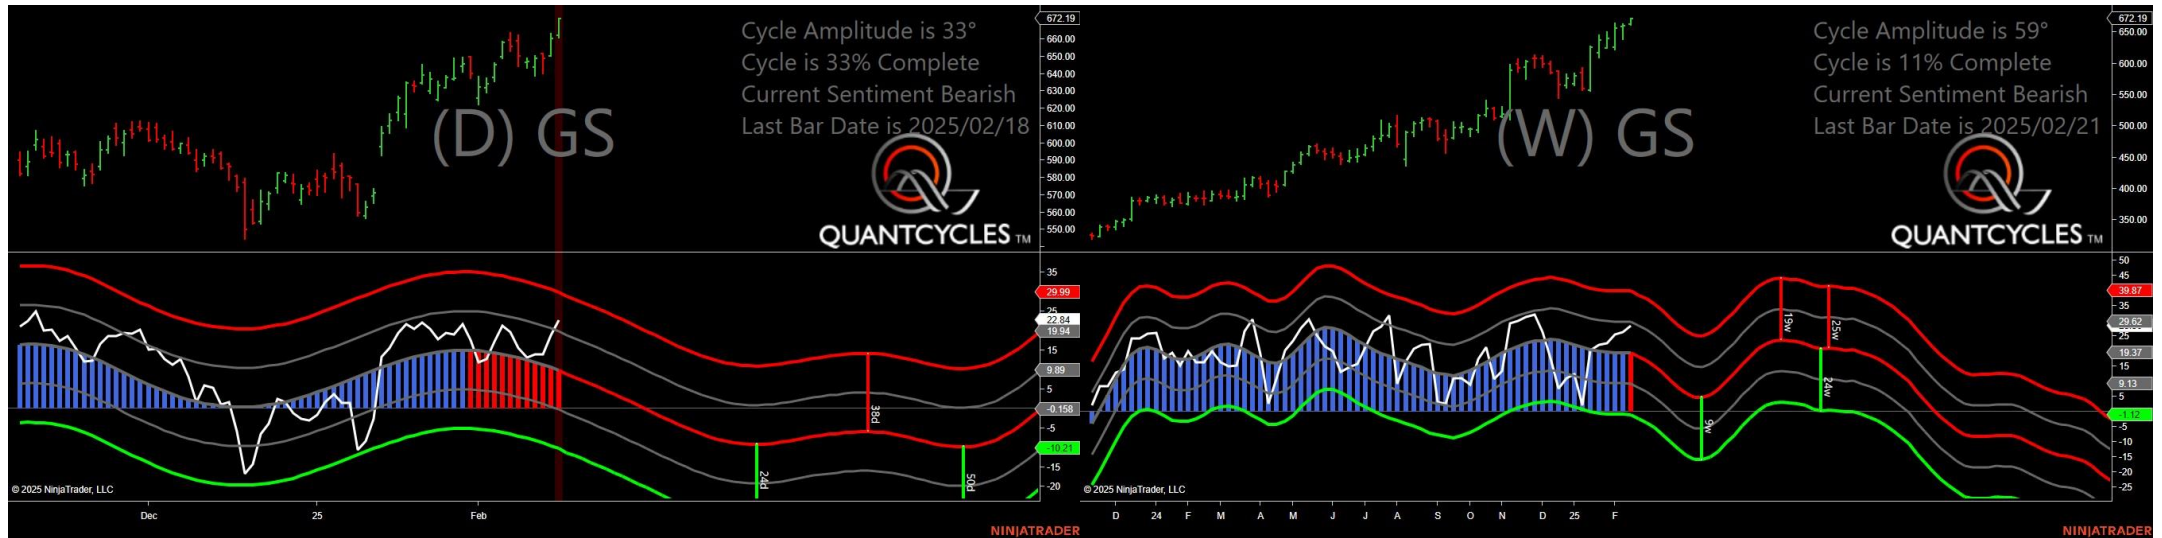 Cycle Amplitude is 33°
Cycle is 33% Complete
Current Sentiment Bearish
Last Bar Date is 2025/02/18
(D) GS
QUANTCYCLES TM
672.19
660.00
650.00
640.00
630.00
620.00
610.00
600.00
590.00
580.00
570.00
560.00
550.00
35
29.99
22.84
19.94
15
9.89
5
-0.158
-5
-10.21
-15
-20
38d
24d
50d
© 2025 NinjaTrader, LLC
Dec
25
Feb
NINJATRADER
Cycle Amplitude is 59°
Cycle is 11% Complete
Current Sentiment Bearish
Last Bar Date is 2025/02/21
(W) GS
QUANTCYCLES TM
672.19
650.00
600.00
550.00
500.00
450.00
400.00
350.00
50
45
39.87
35
29.62
25
19.37
15
9.13
5
-1.12
-5
-10
-15
-20
-25
19w
25w
24w
9w
© 2025 NinjaTrader, LLC
D 24 F M A M J J A S O N D 25 F
NINJATRADER